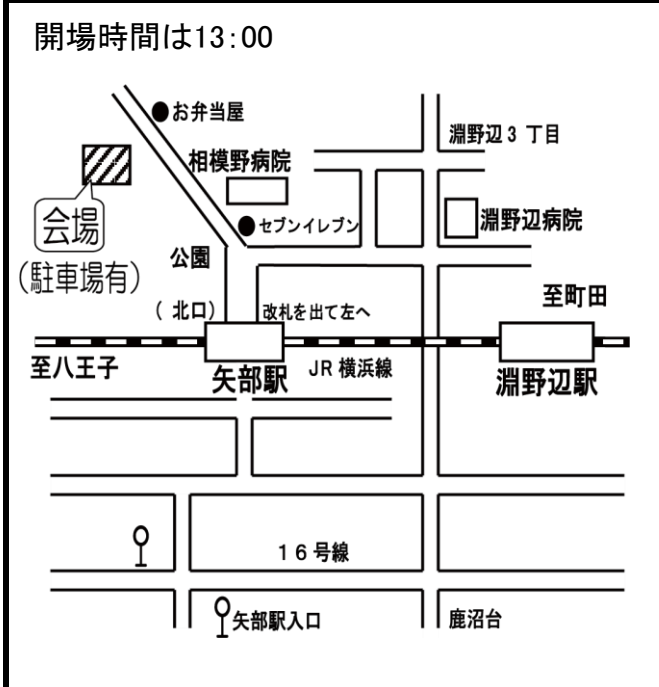 開場時間は13:00
お弁当屋
淵野辺3 丁目
相模野病院
会場
セブンイレブン
淵野辺病院
公園
(駐車場有)
至町田
( 北口)
改札を出て左へ
至八王子
矢部駅
JR 横浜線
淵野辺駅
16号線
矢部駅入口
鹿沼台